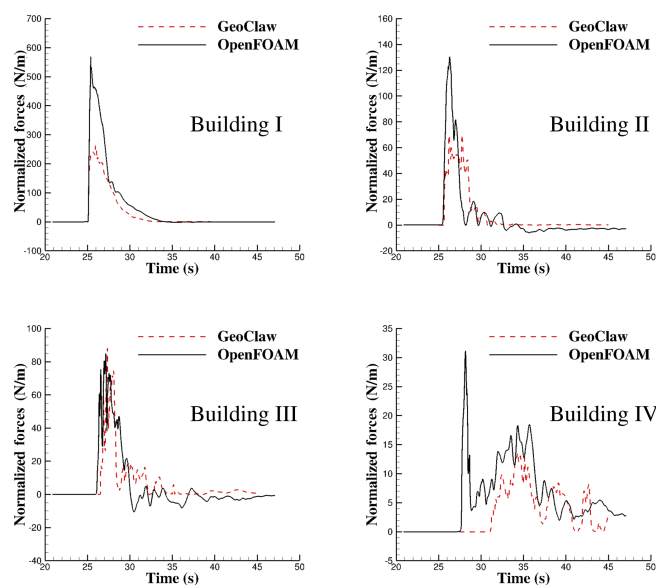 700
600
500
400
300
200
100
0
-100
20 25 30 35 40 45 50
Normalized forces (N/m)
Time (s)
GeoClaw
OpenFOAM
Building I
160
140
120
100
80
60
40
20
0
-20
20 25 30 35 40 45 50
Normalized forces (N/m)
Time (s)
GeoClaw
OpenFOAM
Building II
100
80
60
40
20
0
-20
-40
20 25 30 35 40 45 50
Normalized forces (N/m)
Time (s)
GeoClaw
OpenFOAM
Building III
35
30
25
20
15
10
5
0
-5
20 25 30 35 40 45 50
Normalized forces (N/m)
Time (s)
GeoClaw
OpenFOAM
Building IV